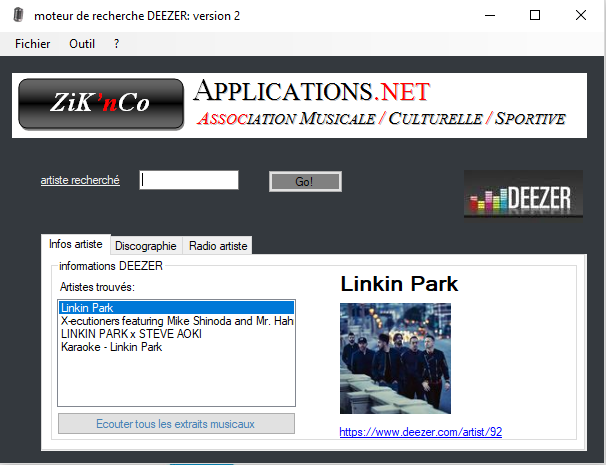 moteur de recherche DEEZER: version 2
Fichier Outil ?
ZiK'nCo
APPLICATIONS.NET
ASSOCIATION MUSICALE / CULTURELLE / SPORTIVE
artiste recherché
Go!
DEEZER
Infos artiste Discographie Radio artiste
informations DEEZER
Artistes trouvés:
Linkin Park
X-ecutioners featuring Mike Shinoda and Mr. Hah
LINKIN PARK x STEVE AOKI
Karaoke - Linkin Park
Ecouter tous les extraits musicaux
Linkin Park
https://www.deezer.com/artist/92